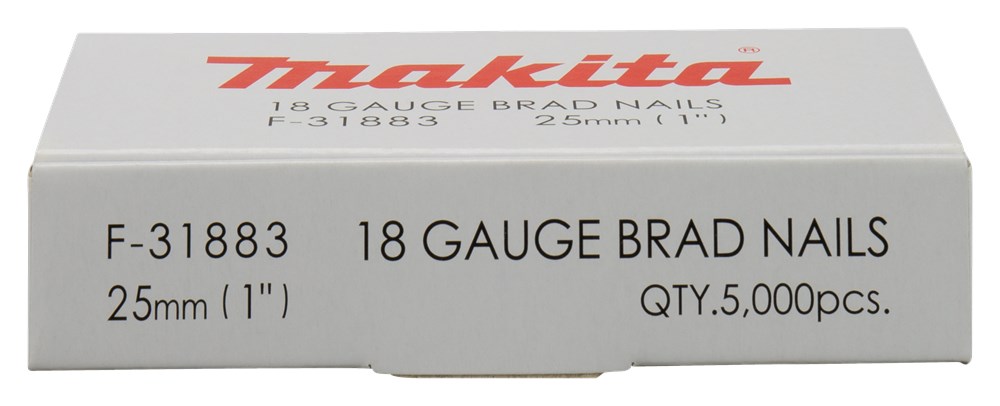 makita®
18 GAUGE BRAD NAILS
F-31883 25mm (1")
F-31883 18 GAUGE BRAD NAILS
25mm (1") QTY.5,000pcs.